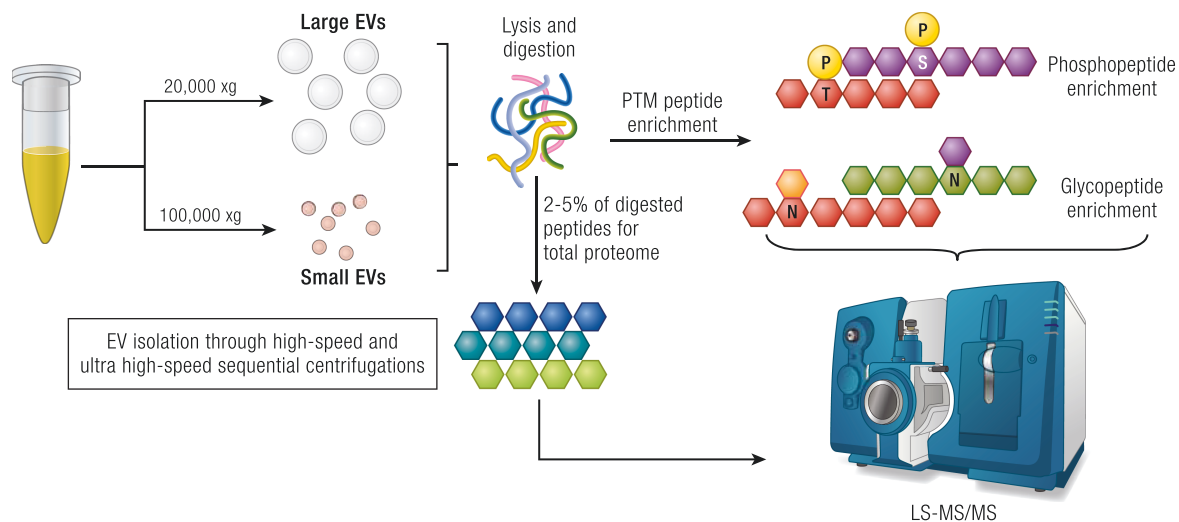 Large EVs
20,000 xg
100,000 xg
Small EVs
EV isolation through high-speed and
ultra high-speed sequential centrifugations
Lysis and
digestion
PTM peptide
enrichment
2-5% of digested
peptides for
total proteome
P
P
S
T
Phosphopeptide
enrichment
N
N
Glycopeptide
enrichment
LS-MS/MS